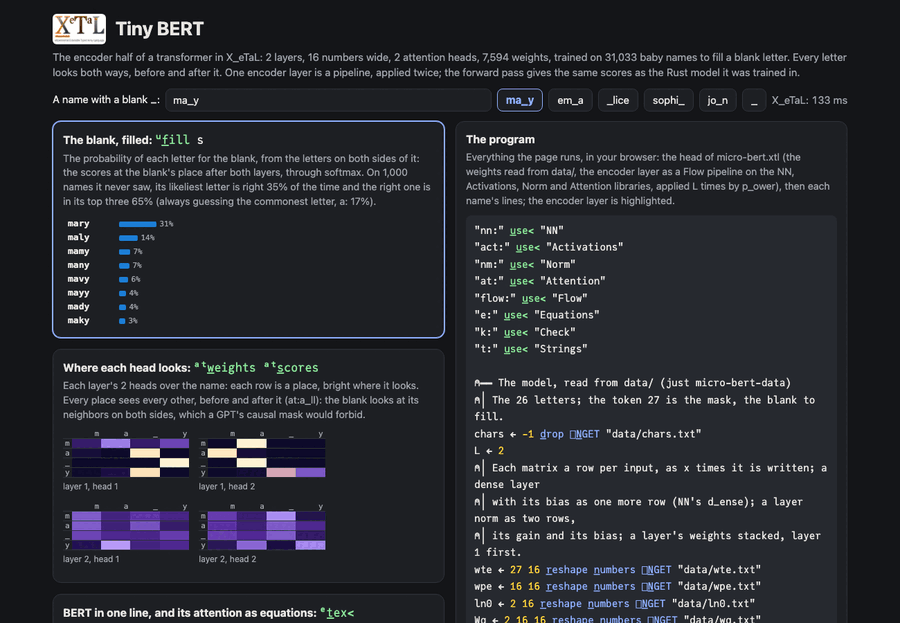 XeTaL
Tiny BERT
The encoder half of a transformer in X_eTaL: 2 layers, 16 numbers wide, 2 attention heads, 7,594 weights, trained on 31,033 baby names to fill a blank letter. Every letter
looks both ways, before and after it. One encoder layer is a pipeline, applied twice; the forward pass gives the same scores as the Rust model it was trained in.
A name with a blank _:
ma_y
ma_y
em_a
_lice
sophi_
jo_n
_
X_eTaL: 133 ms
The blank, filled: ᵘfill s
The probability of each letter for the blank, from the letters on both sides of it:
the scores at the blank's place after both layers, through softmax. On 1,000
names it never saw, its likeliest letter is right 35% of the time and the right one is
in its top three 65% (always guessing the commonest letter, a: 17%).
mary 31%
maly 14%
mamy 7%
many 7%
mavy 6%
mayy 4%
mady 4%
maky 3%
Where each head looks: ᵃᵗweights ᵃᵗscores
Each layer's 2 heads over the name: each row is a place, bright where it looks.
Every place sees every other, before and after it (at:a_ll): the blank looks at its
neighbors on both sides, which a GPT's causal mask would forbid.
m a _ y
m
a
_
y
layer 1, head 1
m a _ y
m
a
_
y
layer 1, head 2
m a _ y
m
a
_
y
layer 2, head 1
m a _ y
m
a
_
y
layer 2, head 2
BERT in one line, and its attention as equations: ᵉtex<
The program
Everything the page runs, in your browser: the head of micro-bert.xtl (the
weights read from data/, the encoder layer as a Flow pipeline on the NN,
Activations, Norm and Attention libraries, applied L times by p_ower), then each
name's lines; the encoder layer is highlighted.
"nn:" use< "NN"
"act:" use< "Activations"
"nm:" use< "Norm"
"at:" use< "Attention"
"flow:" use< "Flow"
"e:" use< "Equations"
"k:" use< "Check"
"t:" use< "Strings"
The model, read from data/ (just micro-bert-data)
The 26 letters; the token 27 is the mask, the blank to
fill.
chars ← -1 drop ⎕NGET "data/chars.txt"
L ← 2
Each matrix a row per input, as x times it is written; a
dense layer
with its bias as one more row (NN's d_ense); a layer
norm as two rows,
its gain and its bias; a layer's weights stacked, layer
1 first.
wte ← 27 16 reshape numbers ⎕NGET "data/wte.txt"
wpe ← 16 16 reshape numbers ⎕NGET "data/wpe.txt"
ln0 ← 2 16 reshape numbers ⎕NGET "data/ln0.txt"
Wq ← 2 16 16 reshape numbers ⎕NGET "data/wq.txt"